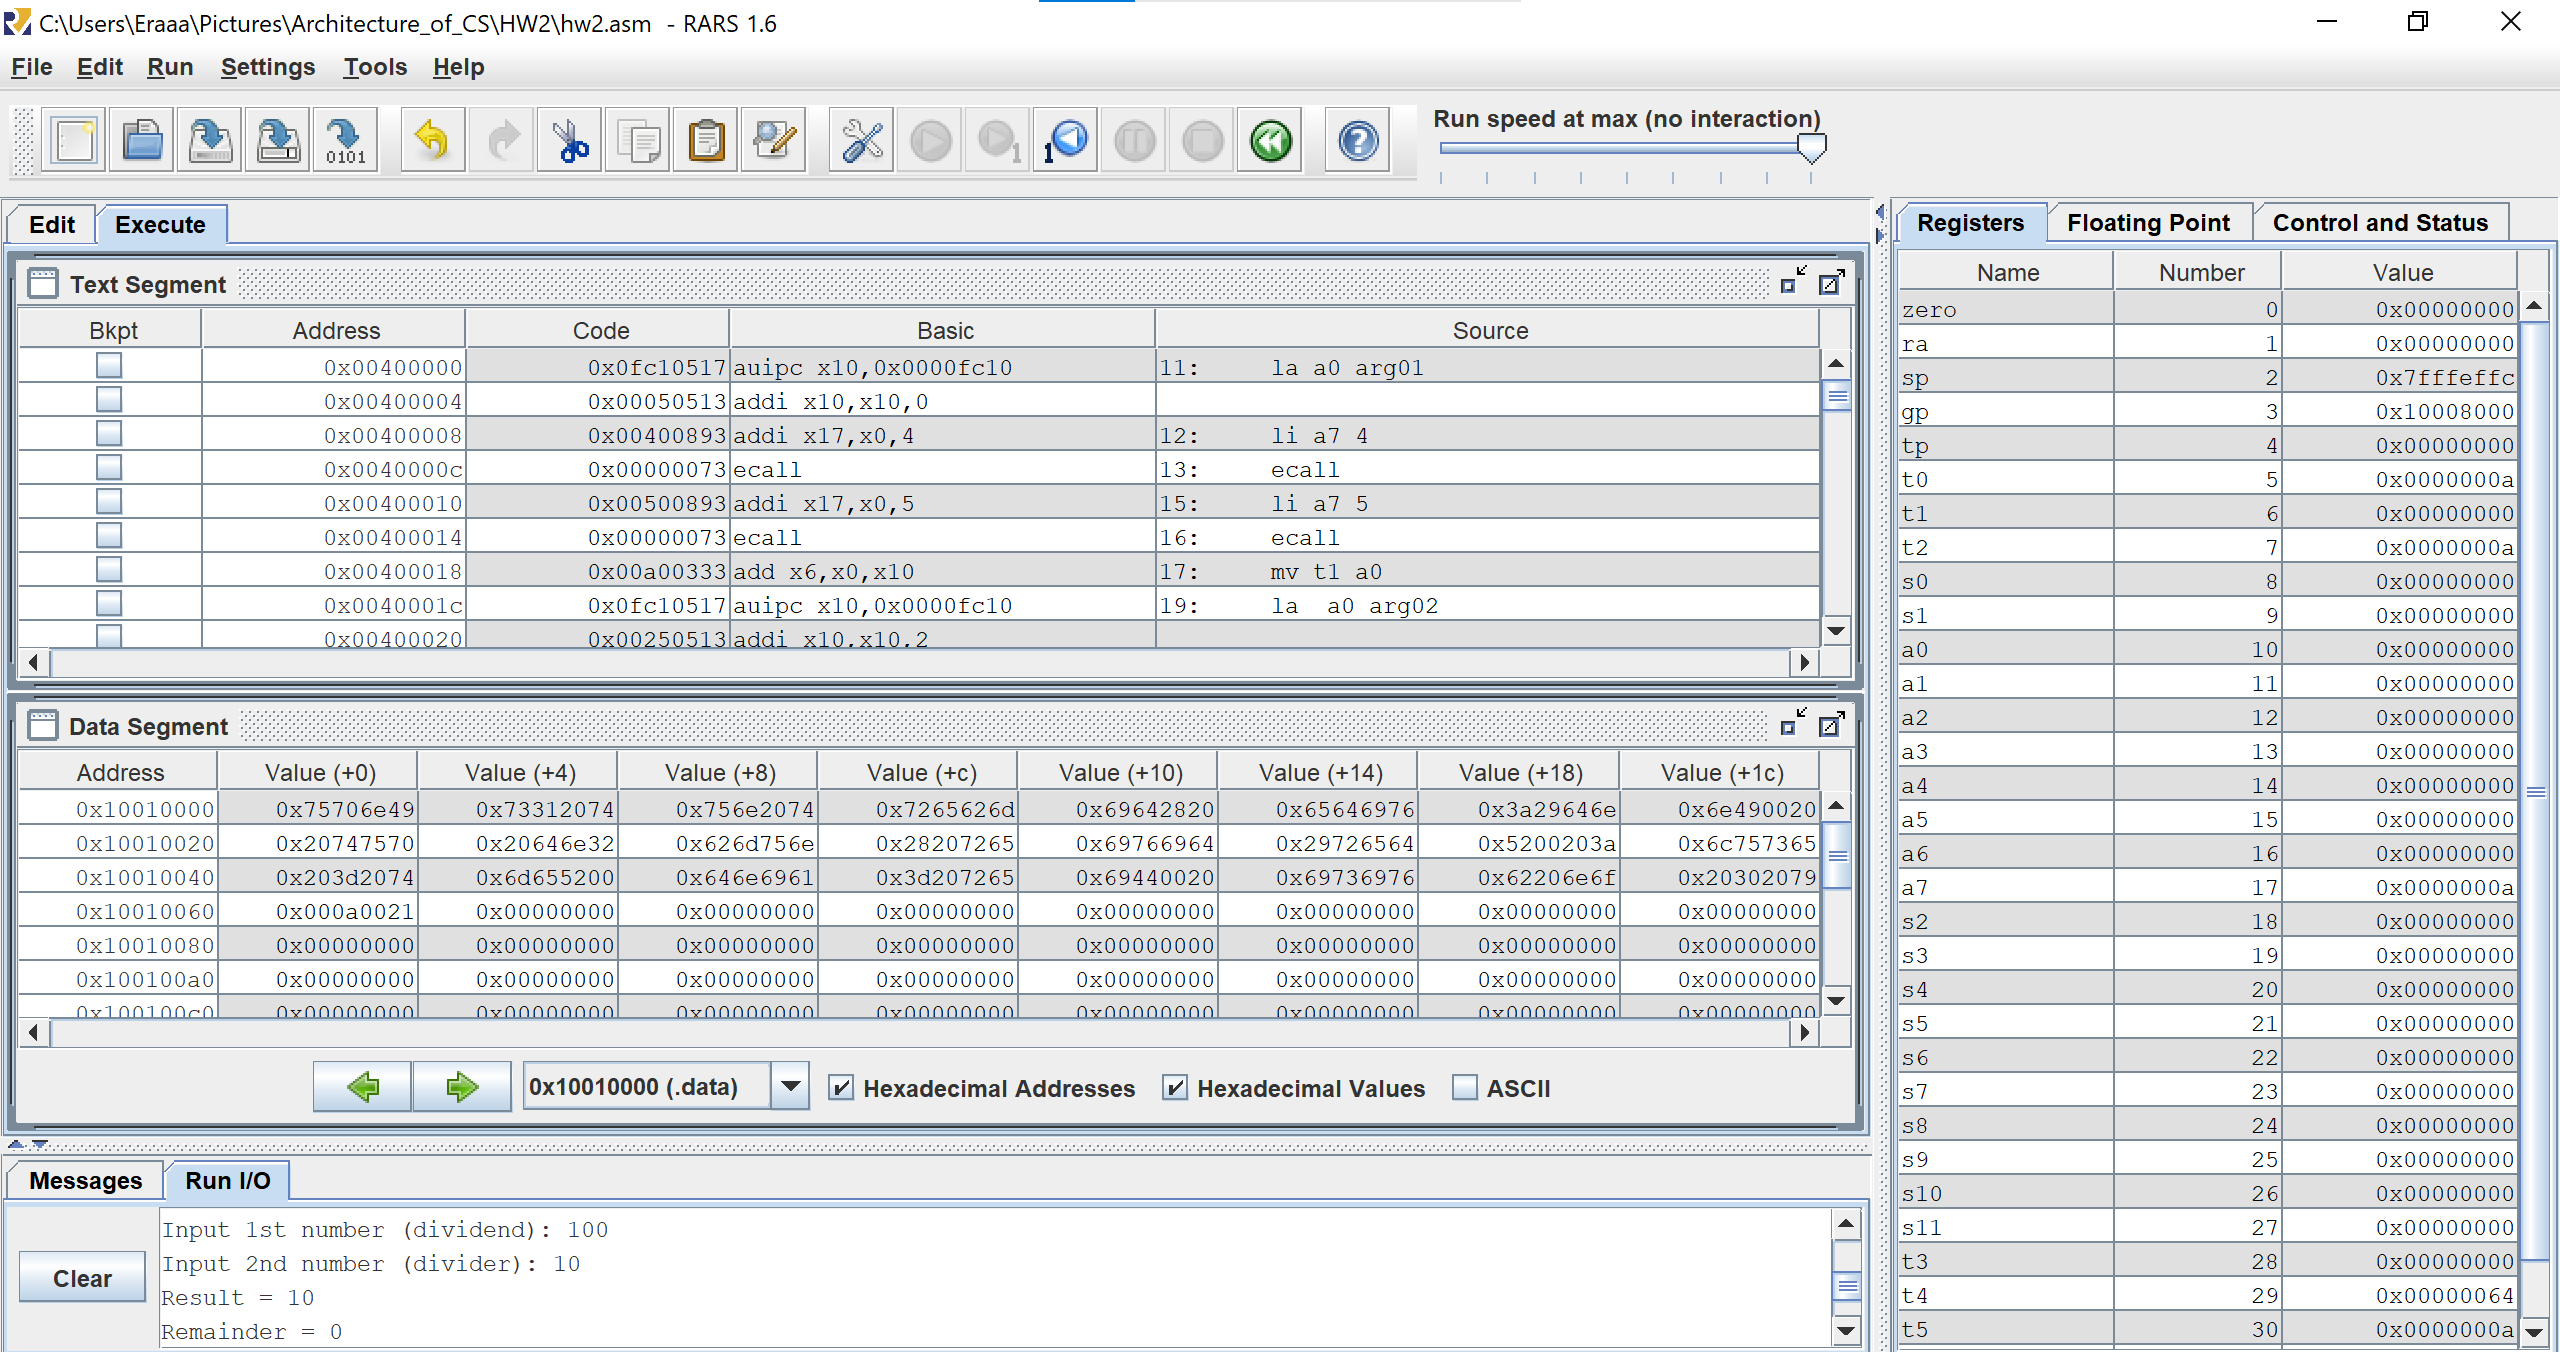 C:\Users\Eraaa\Pictures\Architecture_of_CS\HW2\hw2.asm - RARS 1.6
File Edit Run Settings Tools Help
0101 1 1 ?
Run speed at max (no interaction)
Edit Execute
Text Segment
Bkpt Address Code Basic Source
0x00400000 0x0fc10517 auipc x10,0x0000fc10 11: la a0 arg01
0x00400004 0x00050513 addi x10,x10,0
0x00400008 0x00400893 addi x17,x0,4 12: li a7 4
0x0040000c 0x00000073 ecall 13: ecall
0x00400010 0x00500893 addi x17,x0,5 15: li a7 5
0x00400014 0x00000073 ecall 16: ecall
0x00400018 0x00a00333 add x6,x0,x10 17: mv t1 a0
0x0040001c 0x0fc10517 auipc x10,0x0000fc10 19: la a0 arg02
0x00400020 0x00250513 addi x10,x10,2
Data Segment
Address Value (+0) Value (+4) Value (+8) Value (+c) Value (+10) Value (+14) Value (+18) Value (+1c)
0x10010000 0x75706e49 0x73312074 0x756e2074 0x7265626d 0x69642820 0x65646976 0x3a29646e 0x6e490020
0x10010020 0x20747570 0x20646e32 0x626d756e 0x28207265 0x69766964 0x29726564 0x5200203a 0x6c757365
0x10010040 0x203d2074 0x6d655200 0x646e6961 0x3d207265 0x69440020 0x69736976 0x62206e6f 0x20302079
0x10010060 0x000a0021 0x00000000 0x00000000 0x00000000 0x00000000 0x00000000 0x00000000 0x00000000
0x10010080 0x00000000 0x00000000 0x00000000 0x00000000 0x00000000 0x00000000 0x00000000 0x00000000
0x100100a0 0x00000000 0x00000000 0x00000000 0x00000000 0x00000000 0x00000000 0x00000000 0x00000000
0x100100c0 0x00000000 0x00000000 0x00000000 0x00000000 0x00000000 0x00000000 0x00000000 0x00000000
0x10010000 (.data) Hexadecimal Addresses Hexadecimal Values ASCII
Messages Run I/O
Clear
Input 1st number (dividend): 100
Input 2nd number (divider): 10
Result = 10
Remainder = 0
Registers Floating Point Control and Status
Name Number Value
zero 0 0x00000000
ra 1 0x00000000
sp 2 0x7fffeffc
gp 3 0x10008000
tp 4 0x00000000
t0 5 0x0000000a
t1 6 0x00000000
t2 7 0x0000000a
s0 8 0x00000000
s1 9 0x00000000
a0 10 0x00000000
a1 11 0x00000000
a2 12 0x00000000
a3 13 0x00000000
a4 14 0x00000000
a5 15 0x00000000
a6 16 0x00000000
a7 17 0x0000000a
s2 18 0x00000000
s3 19 0x00000000
s4 20 0x00000000
s5 21 0x00000000
s6 22 0x00000000
s7 23 0x00000000
s8 24 0x00000000
s9 25 0x00000000
s10 26 0x00000000
s11 27 0x00000000
t3 28 0x00000000
t4 29 0x00000064
t5 30 0x0000000a